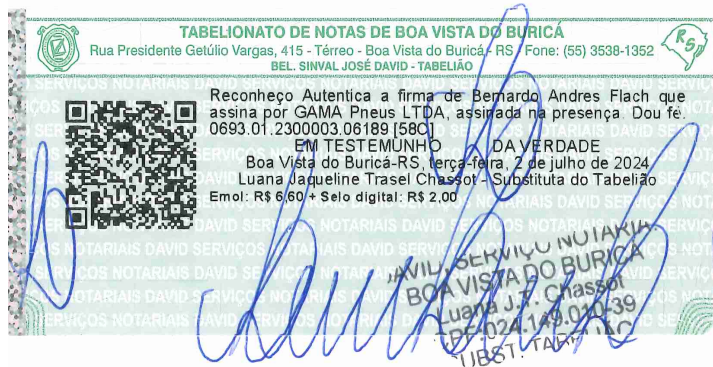 TABELIONATO DE NOTAS DE BOA VISTA DO BURICÁ
Rua Presidente Getúlio Vargas, 415 - Térreo - Boa Vista do Buricá - RS - Fone: (55) 3538-1352
BEL. SINVAL JOSÉ DAVID - TABELIÃO
RS
Reconheço Autentica a firma de Bernardo Andres Flach que
assina por GAMA Pneus LTDA, assinada na presença. Dou fé.
0693.01.2300003.06189 [58C]
EM TESTEMUNHO DA VERDADE
Boa Vista do Buricá-RS, terça-feira, 2 de julho de 2024
Luana Jaqueline Trasel Chassot - Substituta do Tabelião
Emol: R$ 6,60 + Selo digital: R$ 2,00
SERVIÇO NOTARIA
BOA VISTA DO BURICÁ
Luana J.T. Chassot